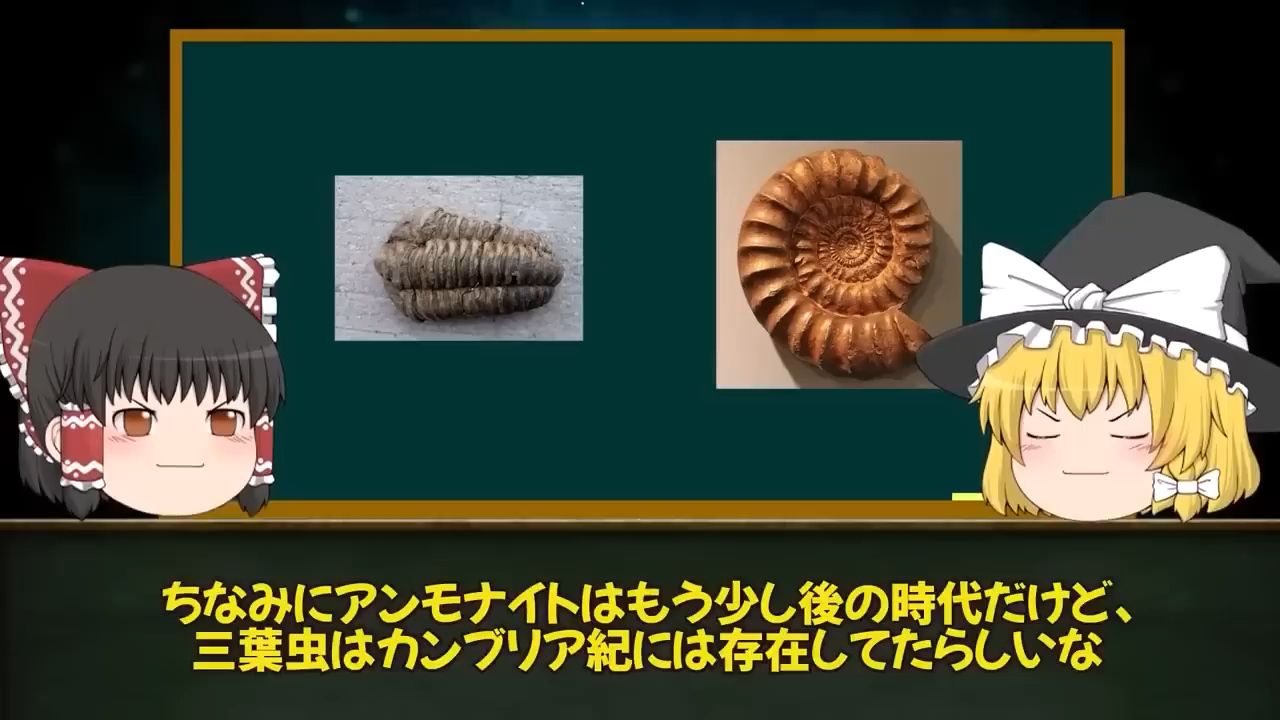 ちなみにアンモナイトはもう少し後の時代だけど、
三葉虫はカンブリア紀には存在してたらしいな